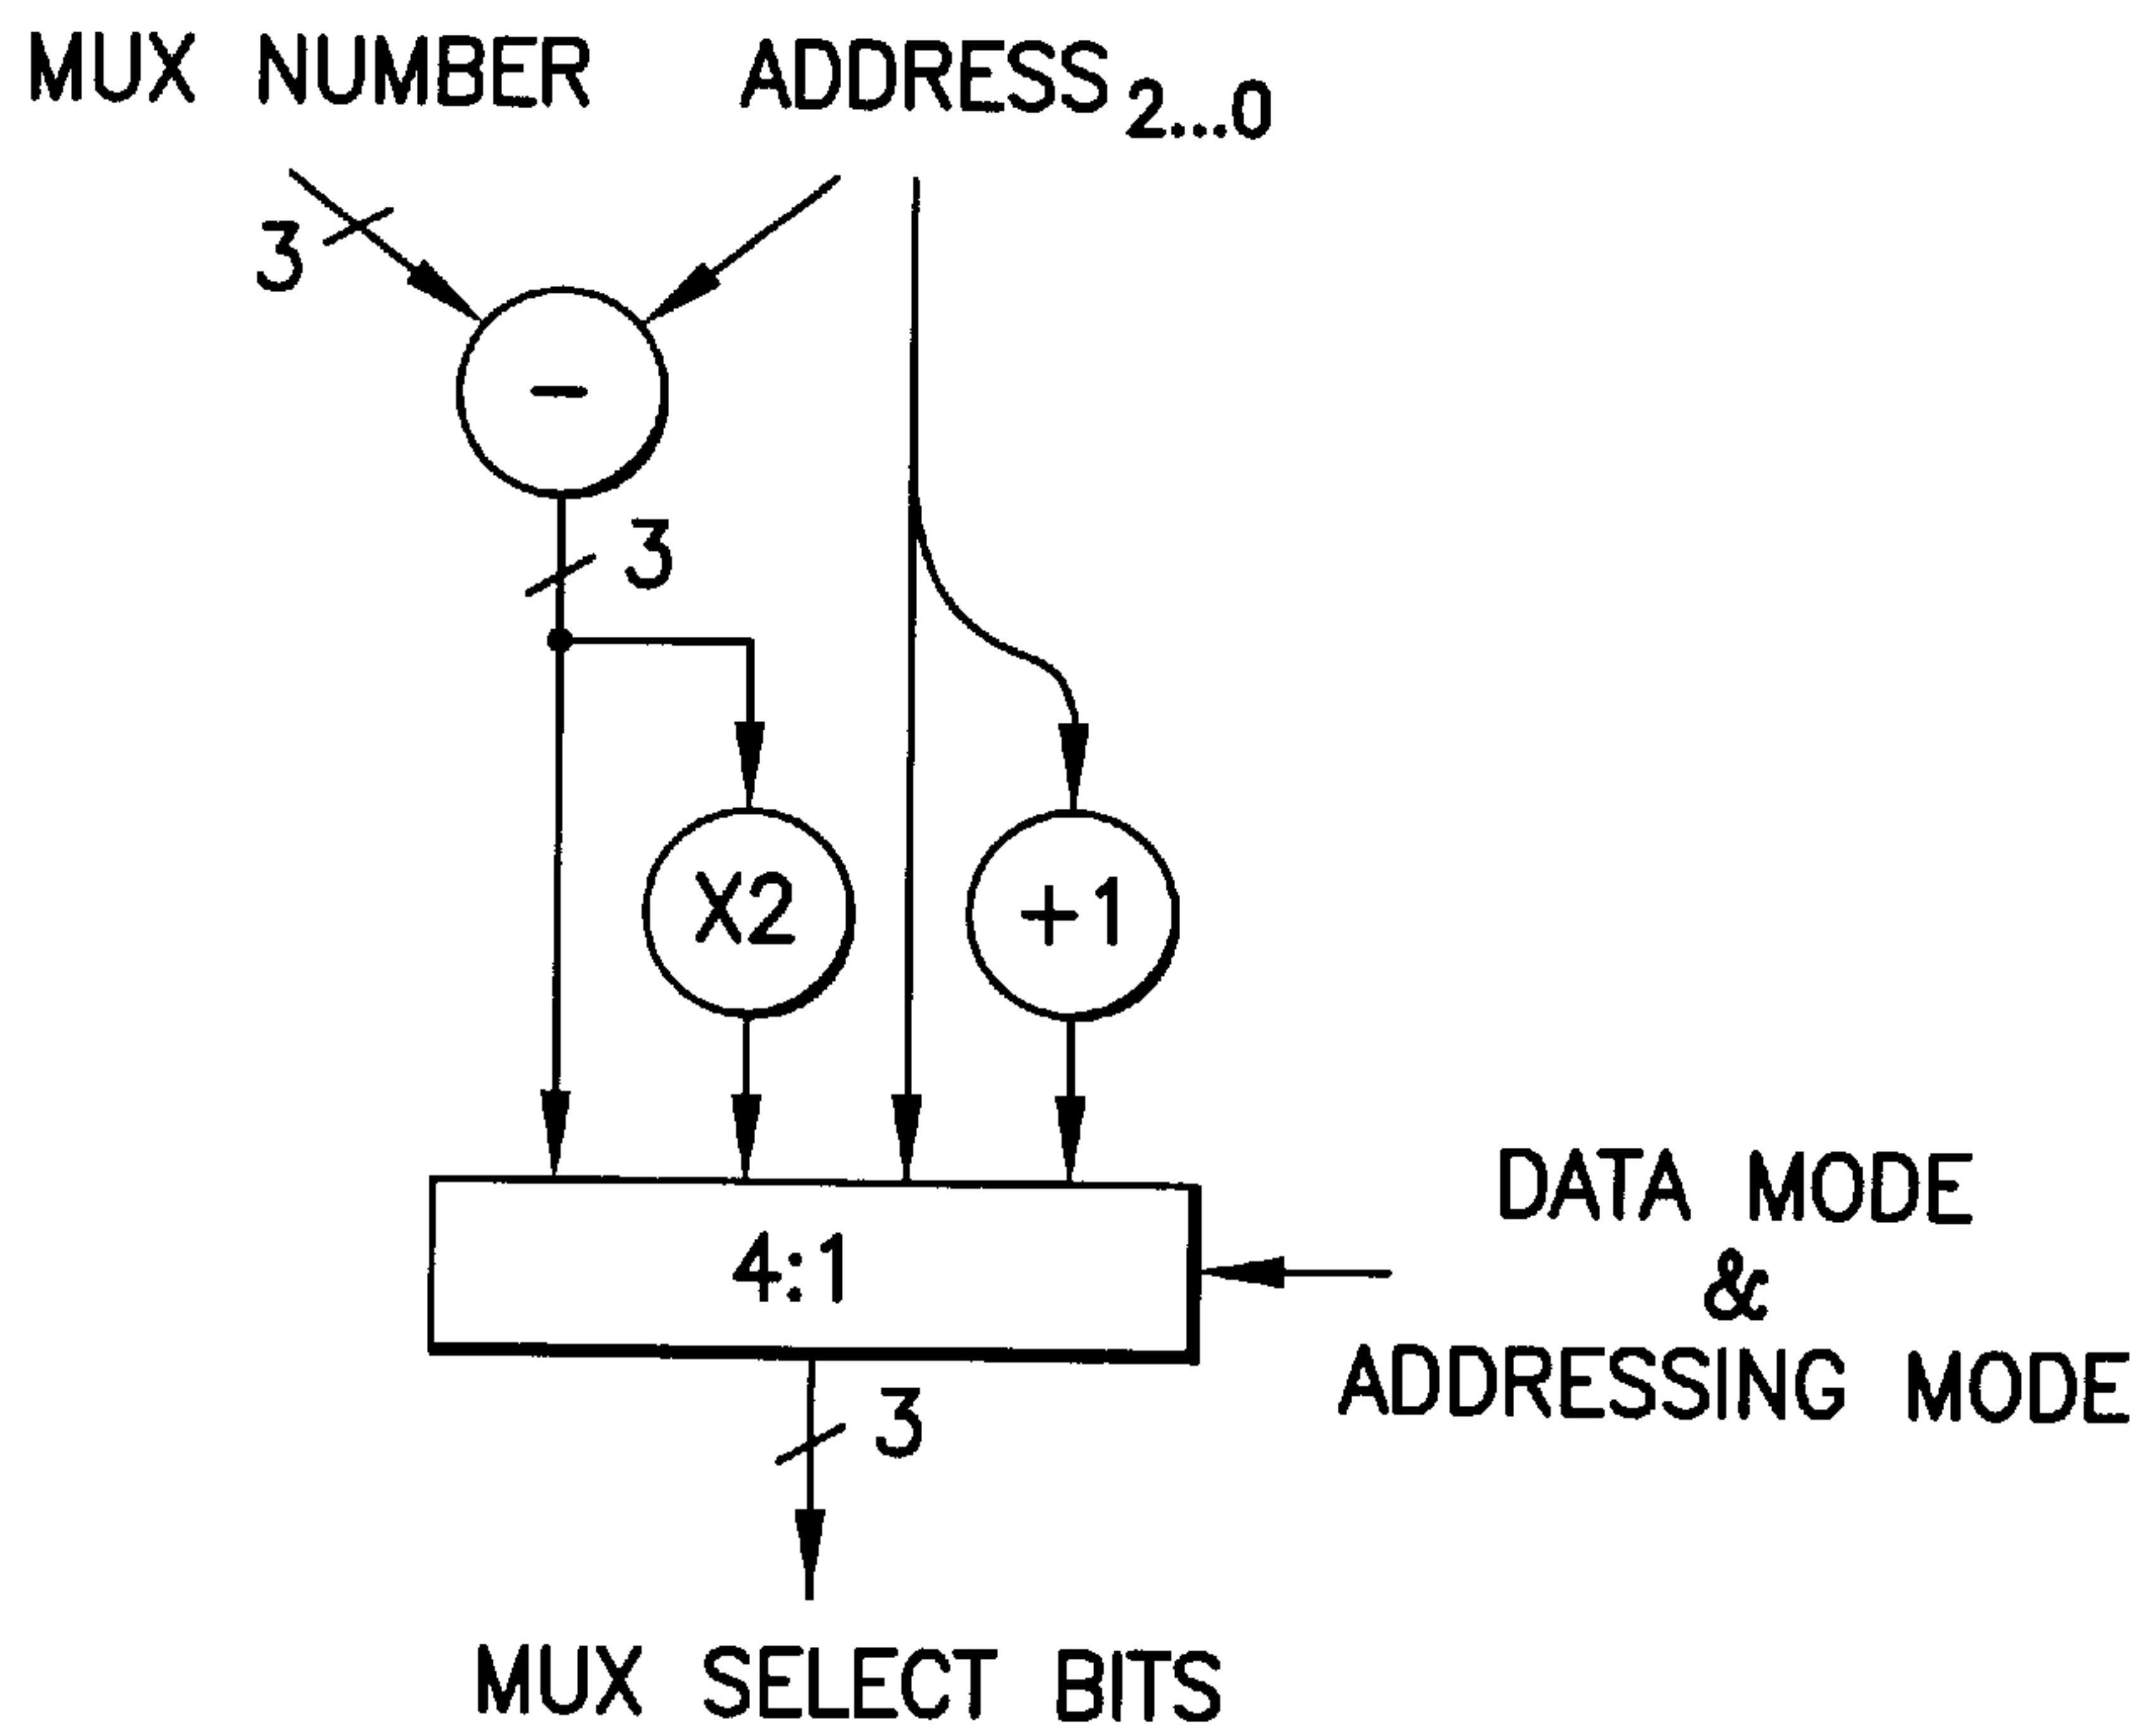 MUX NUMBER ADDRESS2...0
3
-
3
X2 +1
4:1
DATA MODE
&
ADDRESSING MODE
3
MUX SELECT BITS